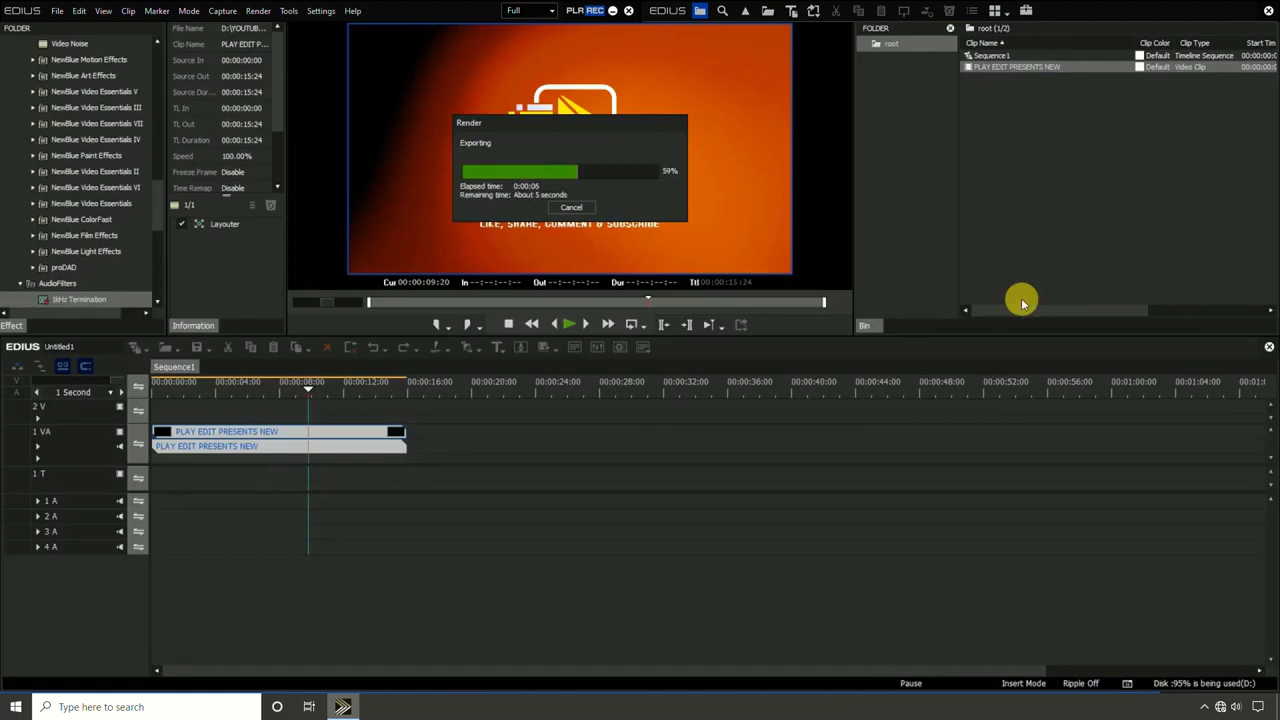 EDIUS File Edit View Clip Marker Mode Capture Render Tools Settings Help
Full PLR REC
EDIUS
FOLDER
Video Noise
NewBlue Motion Effects
NewBlue Art Effects
NewBlue Video Essentials V
NewBlue Video Essentials III
NewBlue Video Essentials VII
NewBlue Video Essentials IV
NewBlue Paint Effects
NewBlue Video Essentials II
NewBlue Video Essentials VI
NewBlue Video Essentials
NewBlue ColorFast
NewBlue Film Effects
NewBlue Light Effects
proDAD
AudioFilters
1kHz Termination
Effect
File Name D:\YOUTUB...
Clip Name PLAY EDIT P...
Source In 00:00:00:00
Source Out 00:00:15:24
Source Dur... 00:00:15:24
TL In 00:00:00:00
TL Out 00:00:15:24
TL Duration 00:00:15:24
Speed 100.00%
Freeze Frame Disable
Time Remap Disable
1/1
Layouter
Information
Render
Exporting
59%
Elapsed time: 0:00:06
Remaining time: About 5 seconds
Cancel
LIKE, SHARE, COMMENT & SUBSCRIBE
Cur 00:00:09:20 In --:--:--:-- Out --:--:--:-- Dur --:--:--:-- Ttl 00:00:15:24
FOLDER
root
root (1/2)
Clip Name Clip Color Clip Type Start Tim
Sequence1 Default Timeline Sequence 00:00:00:0
PLAY EDIT PRESENTS NEW Default Video Clip 00:00:00:0
Bin
EDIUS Untitled1
Sequence1
1 Second
00:00:00:00 00:00:04:00 00:00:08:00 00:00:12:00 00:00:16:00 00:00:20:00 00:00:24:00 00:00:28:00 00:00:32:00 00:00:36:00 00:00:40:00 00:00:44:00 00:00:48:00 00:00:52:00 00:00:56:00 00:01:00:00 00:01:04:00 00:01:0
V
A
2 V
1 VA
PLAY EDIT PRESENTS NEW
PLAY EDIT PRESENTS NEW
1 T
1 A
2 A
3 A
4 A
Pause Insert Mode Ripple Off Disk :95% is being used(D:)
Type here to search